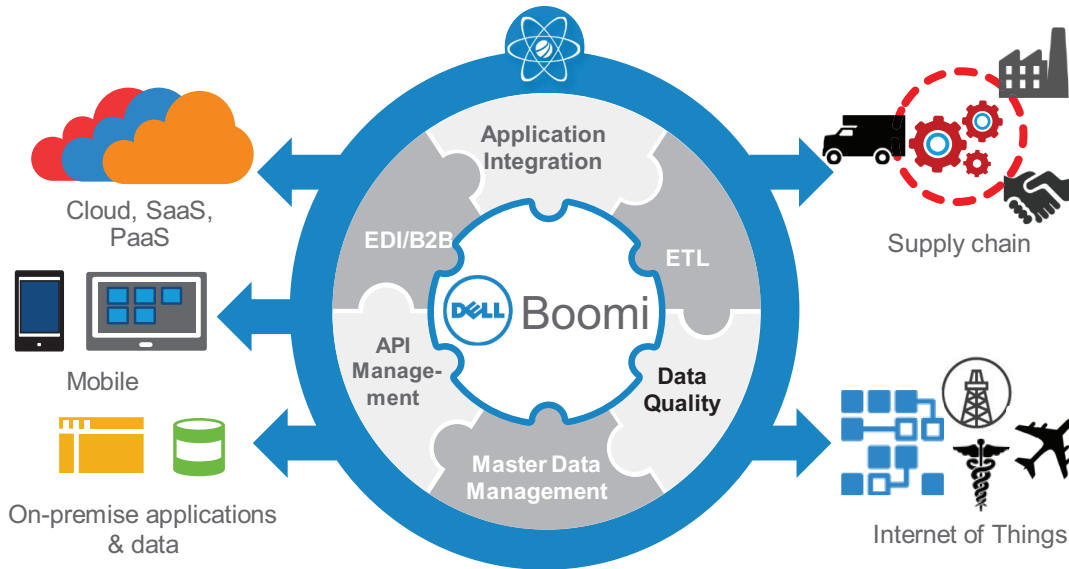 Application
Integration
Cloud, SaaS,
PaaS
EDI/B2B
ETL
Supply chain
DELL
Boomi
Mobile
API
Manage-
ment
Data
Quality
Master Data
Management
On-premise applications
& data
Internet of Things